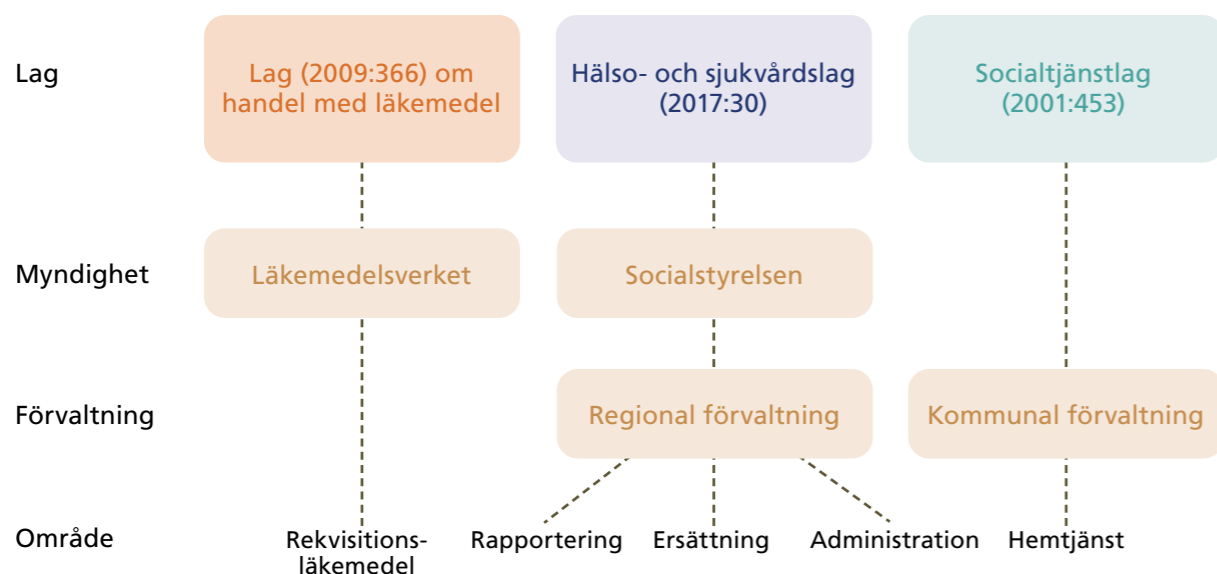 Lag
Lag (2009:366) om
handel med läkemedel
Hälso- och sjukvårdslag
(2017:30)
Socialtjänstlag
(2001:453)
Myndighet
Läkemedelsverket
Socialstyrelsen
Förvaltning
Regional förvaltning
Kommunal förvaltning
Område
Rekvisitions-
läkemedel
Rapportering
Ersättning
Administration
Hemtjänst